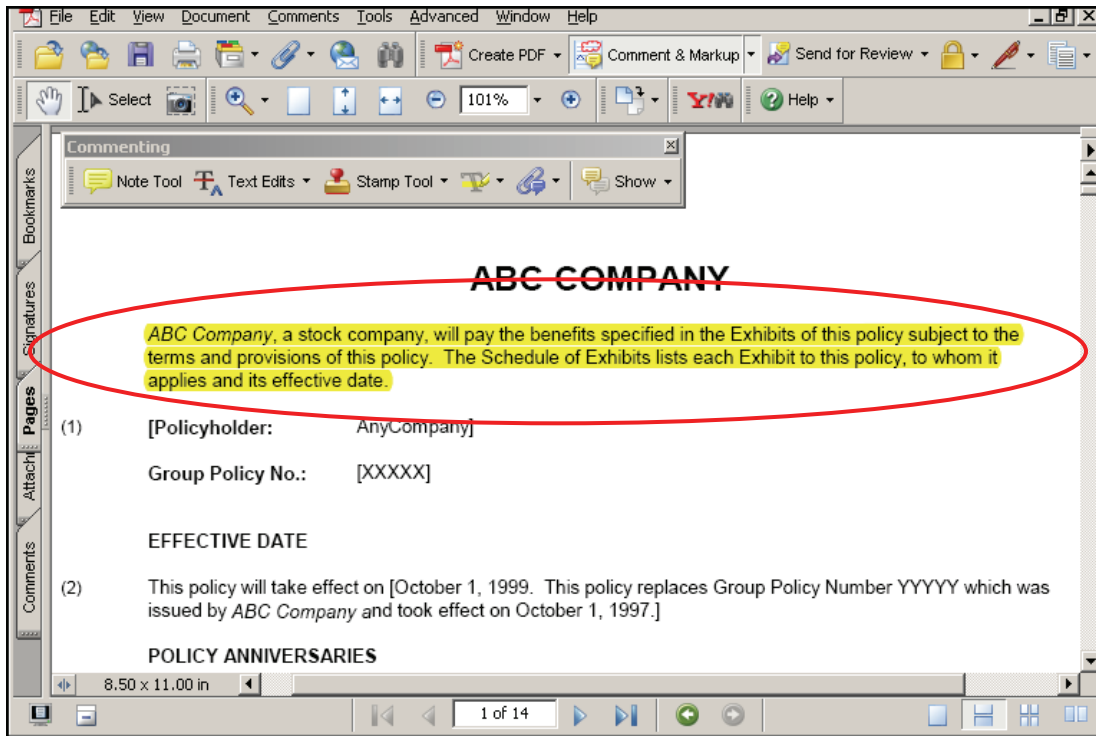 File Edit View Document Comments Tools Advanced Window Help
Create PDF Comment & Markup Send for Review
Select 101% Y! Help
Commenting
Note Tool Text Edits Stamp Tool Show
Bookmarks
Signatures
Pages
Attachm
Comments
ABC COMPANY
ABC Company, a stock company, will pay the benefits specified in the Exhibits of this policy subject to the
terms and provisions of this policy. The Schedule of Exhibits lists each Exhibit to this policy, to whom it
applies and its effective date.
(1) [Policyholder: AnyCompany]
Group Policy No.: [XXXXX]
EFFECTIVE DATE
(2) This policy will take effect on [October 1, 1999. This policy replaces Group Policy Number YYYYY which was
issued by ABC Company and took effect on October 1, 1997.]
POLICY ANNIVERSARIES
8.50 x 11.00 in
1 of 14